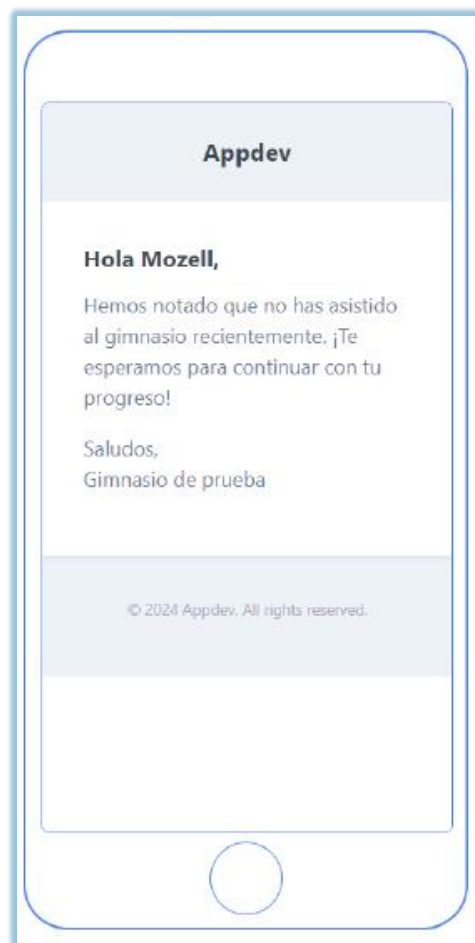 Appdev
Hola Mozell,
Hemos notado que no has asistido
al gimnasio recientemente. ¡Te
esperamos para continuar con tu
progreso!
Saludos,
Gimnasio de prueba
© 2024 Appdev. All rights reserved.